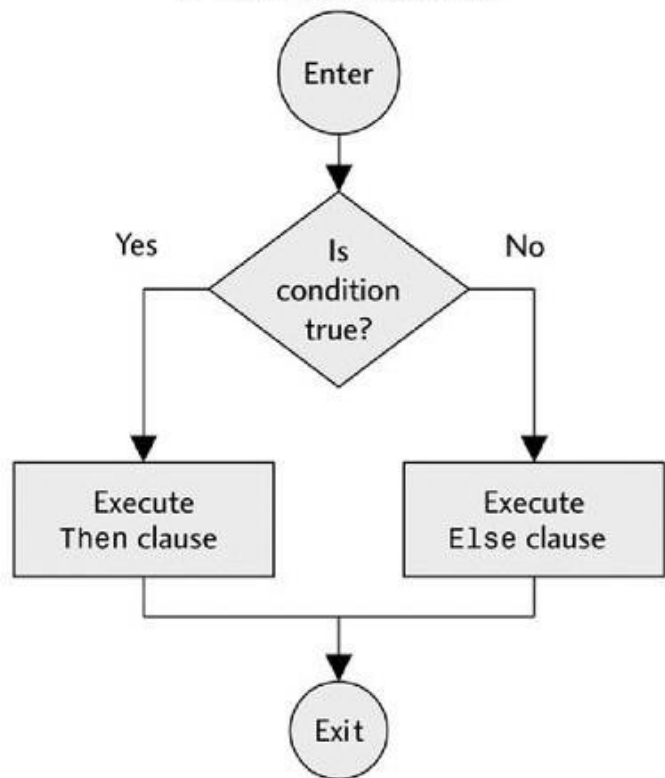 Enter
Yes
No
Is
condition
true?
Execute
Then clause
Execute
Else clause
Exit